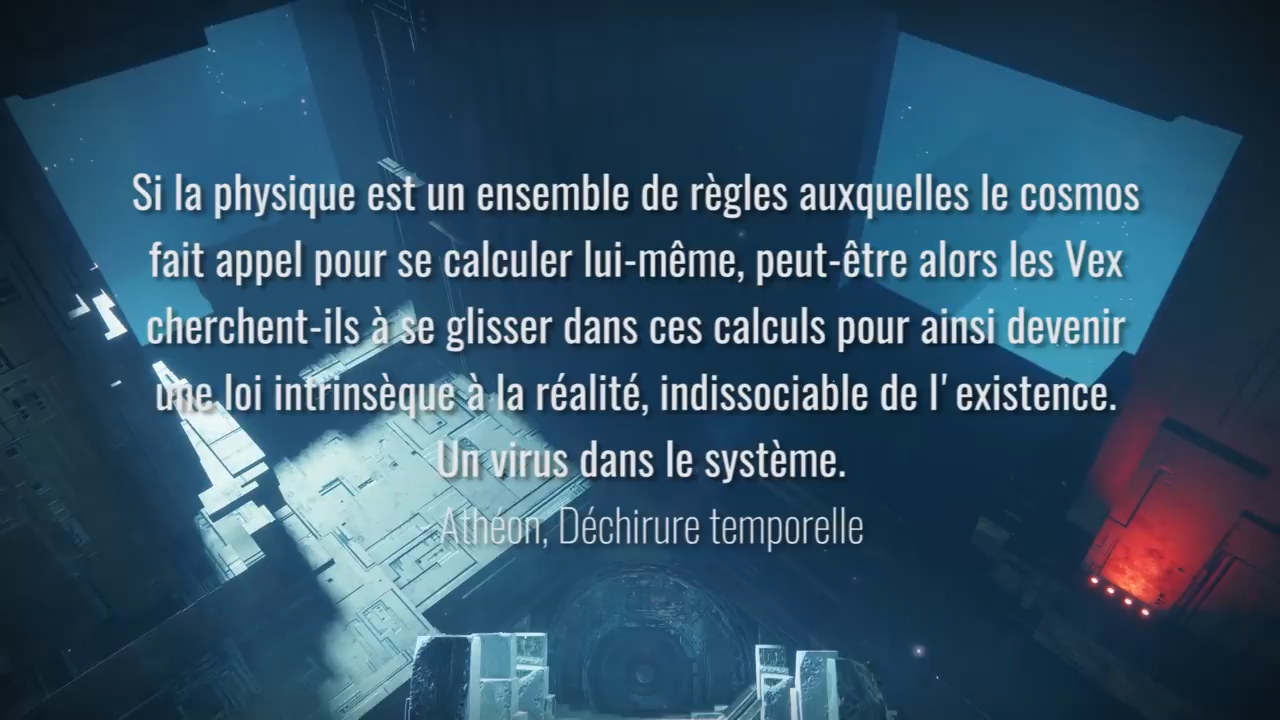 Si la physique est un ensemble de règles auxquelles le cosmos
fait appel pour se calculer lui-même, peut-être alors les Vex
cherchent-ils à se glisser dans ces calculs pour ainsi devenir
une loi intrinsèque à la réalité, indissociable de l'existence.
Un virus dans le système.
Athéon, Déchirure temporelle